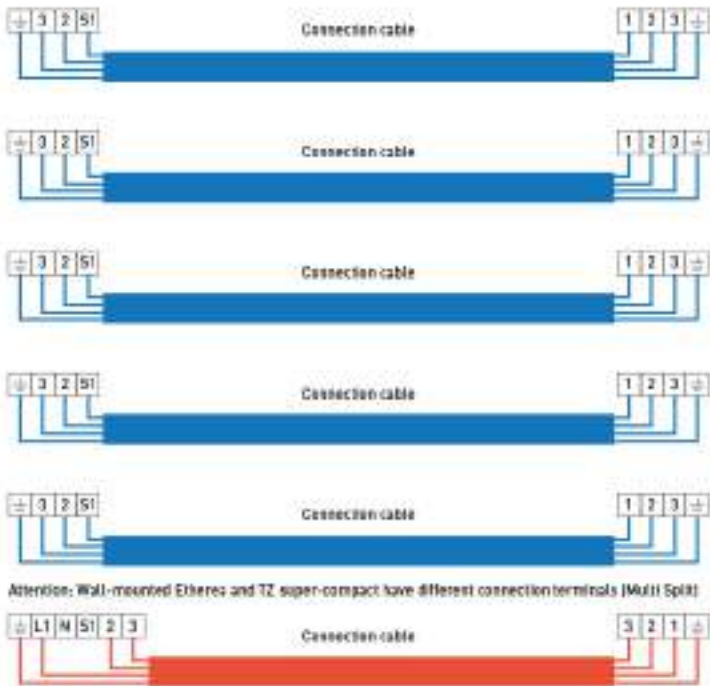 3 2 S1 Connection cable 1 2 3
3 2 S1 Connection cable 1 2 3
3 2 S1 Connection cable 1 2 3
3 2 S1 Connection cable 1 2 3
3 2 S1 Connection cable 1 2 3
Attention: Wall-mounted Etherea and TZ super-compact have different connection terminals (Multi Split)
L1 N S1 2 3 Connection cable 3 2 1